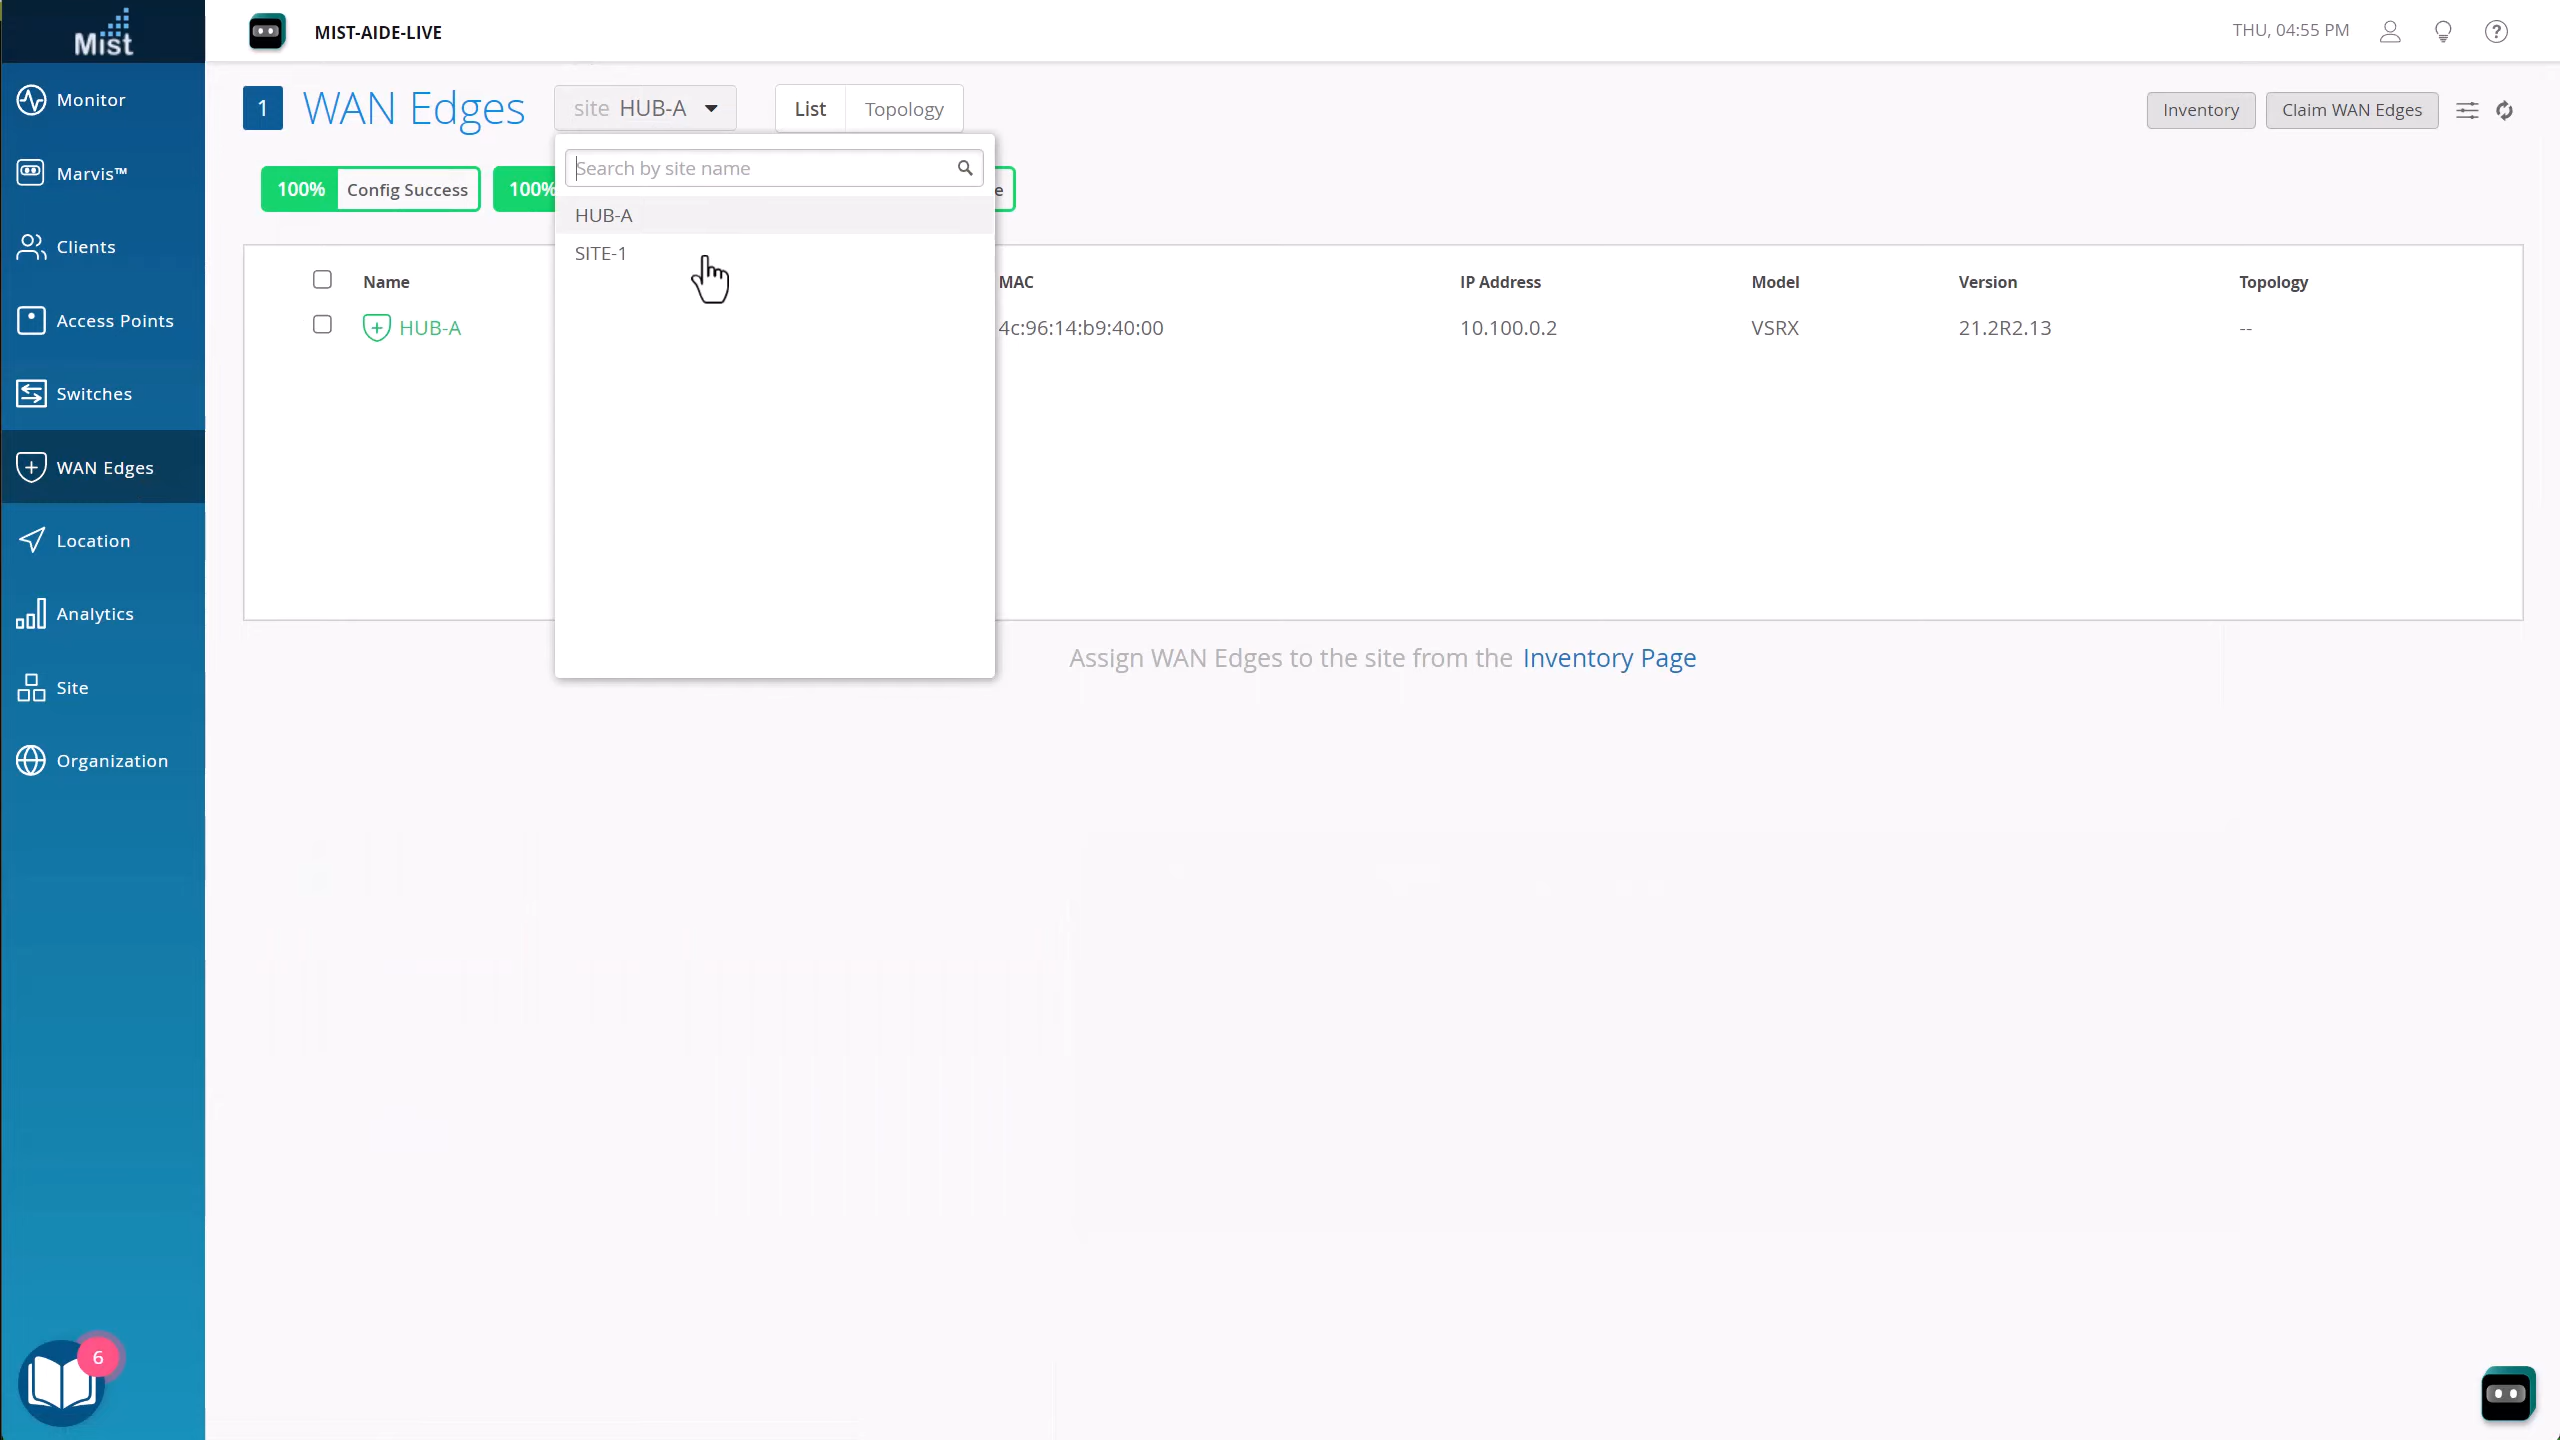 Mist
MIST-AIDE-LIVE
THU, 04:55 PM
?
Monitor
Marvis™
Clients
Access Points
Switches
WAN Edges
Location
Analytics
Site
Organization
6
1 WAN Edges site HUB-A List Topology Inventory Claim WAN Edges
100% Config Success 100% e
Search by site name
HUB-A
SITE-1
Name MAC IP Address Model Version Topology
HUB-A 4c:96:14:b9:40:00 10.100.0.2 VSRX 21.2R2.13 --
Assign WAN Edges to the site from the Inventory Page